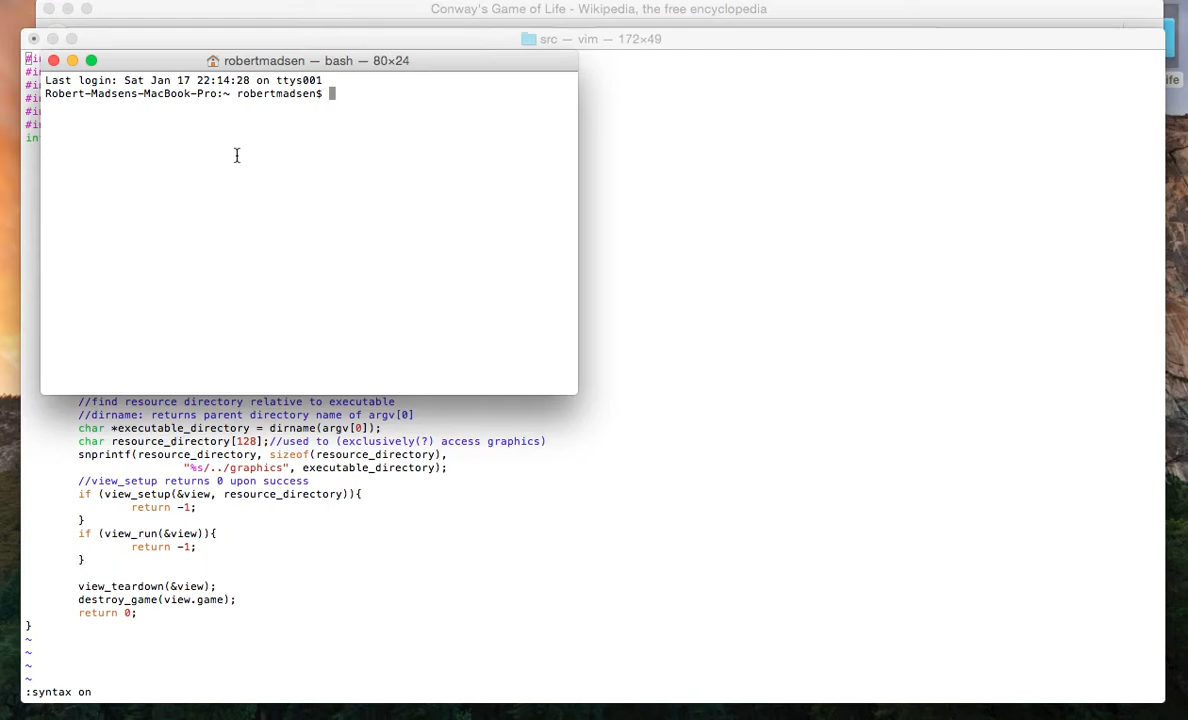 Conway's Game of Life - Wikipedia, the free encyclopedia
src — vim — 172×49
robertmadsen — bash — 80×24
Last login: Sat Jan 17 22:14:28 on ttys001
Robert-Madsens-MacBook-Pro:~ robertmadsen$
#i
#i
#i
#i
#i
#i
in
ife
//find resource directory relative to executable
//dirname: returns parent directory name of argv[0]
char *executable_directory = dirname(argv[0]);
char resource_directory[128];//used to (exclusively(?) access graphics)
snprintf(resource_directory, sizeof(resource_directory),
"%s/../graphics", executable_directory);
//view_setup returns 0 upon success
if (view_setup(&view, resource_directory)){
return -1;
}
if (view_run(&view)){
return -1;
}
view_teardown(&view);
destroy_game(view.game);
return 0;
}
~
~
~
~
:syntax on